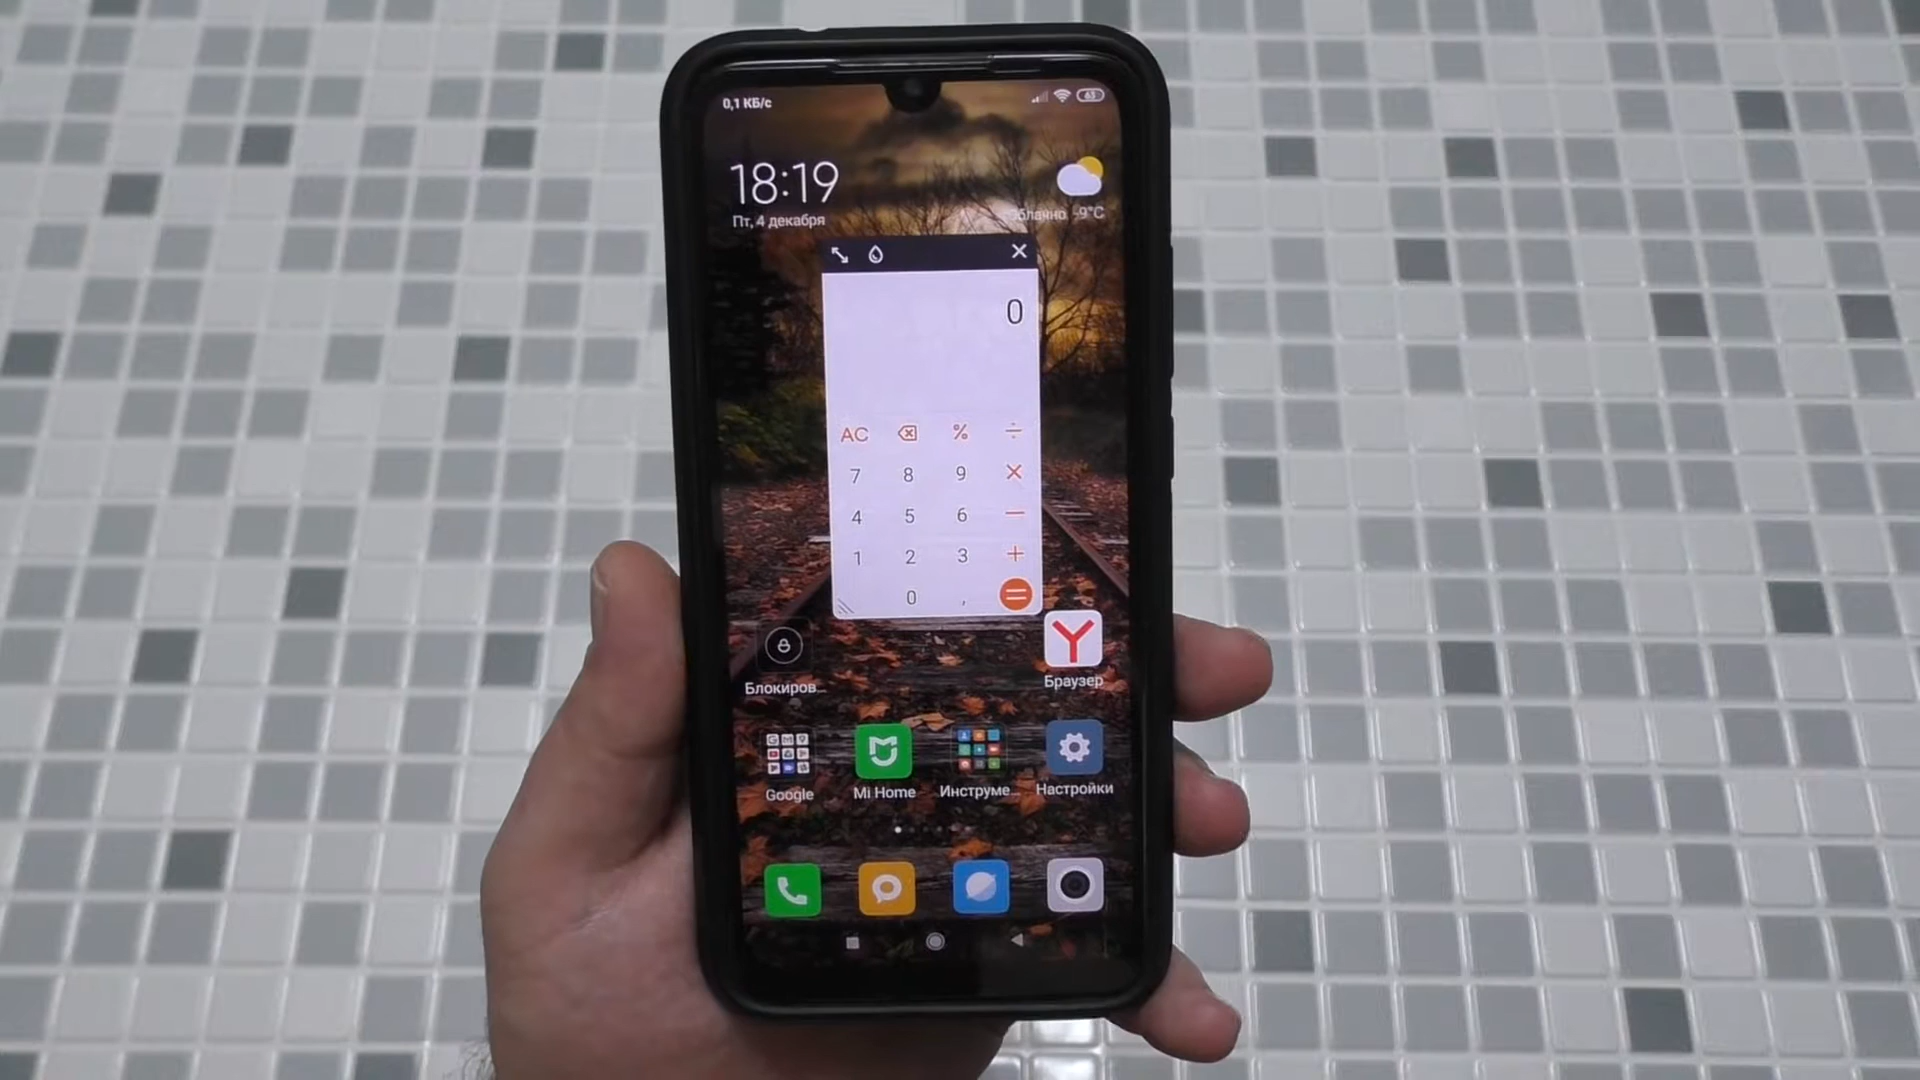 0,1 КБ/с
63
18:19
Пт, 4 декабря
Облачно -9°C
0
AC % ÷
7 8 9 ×
4 5 6 −
1 2 3 +
0 , =
Блокиров...
Браузер
Google
Mi Home
Инструме...
Настройки